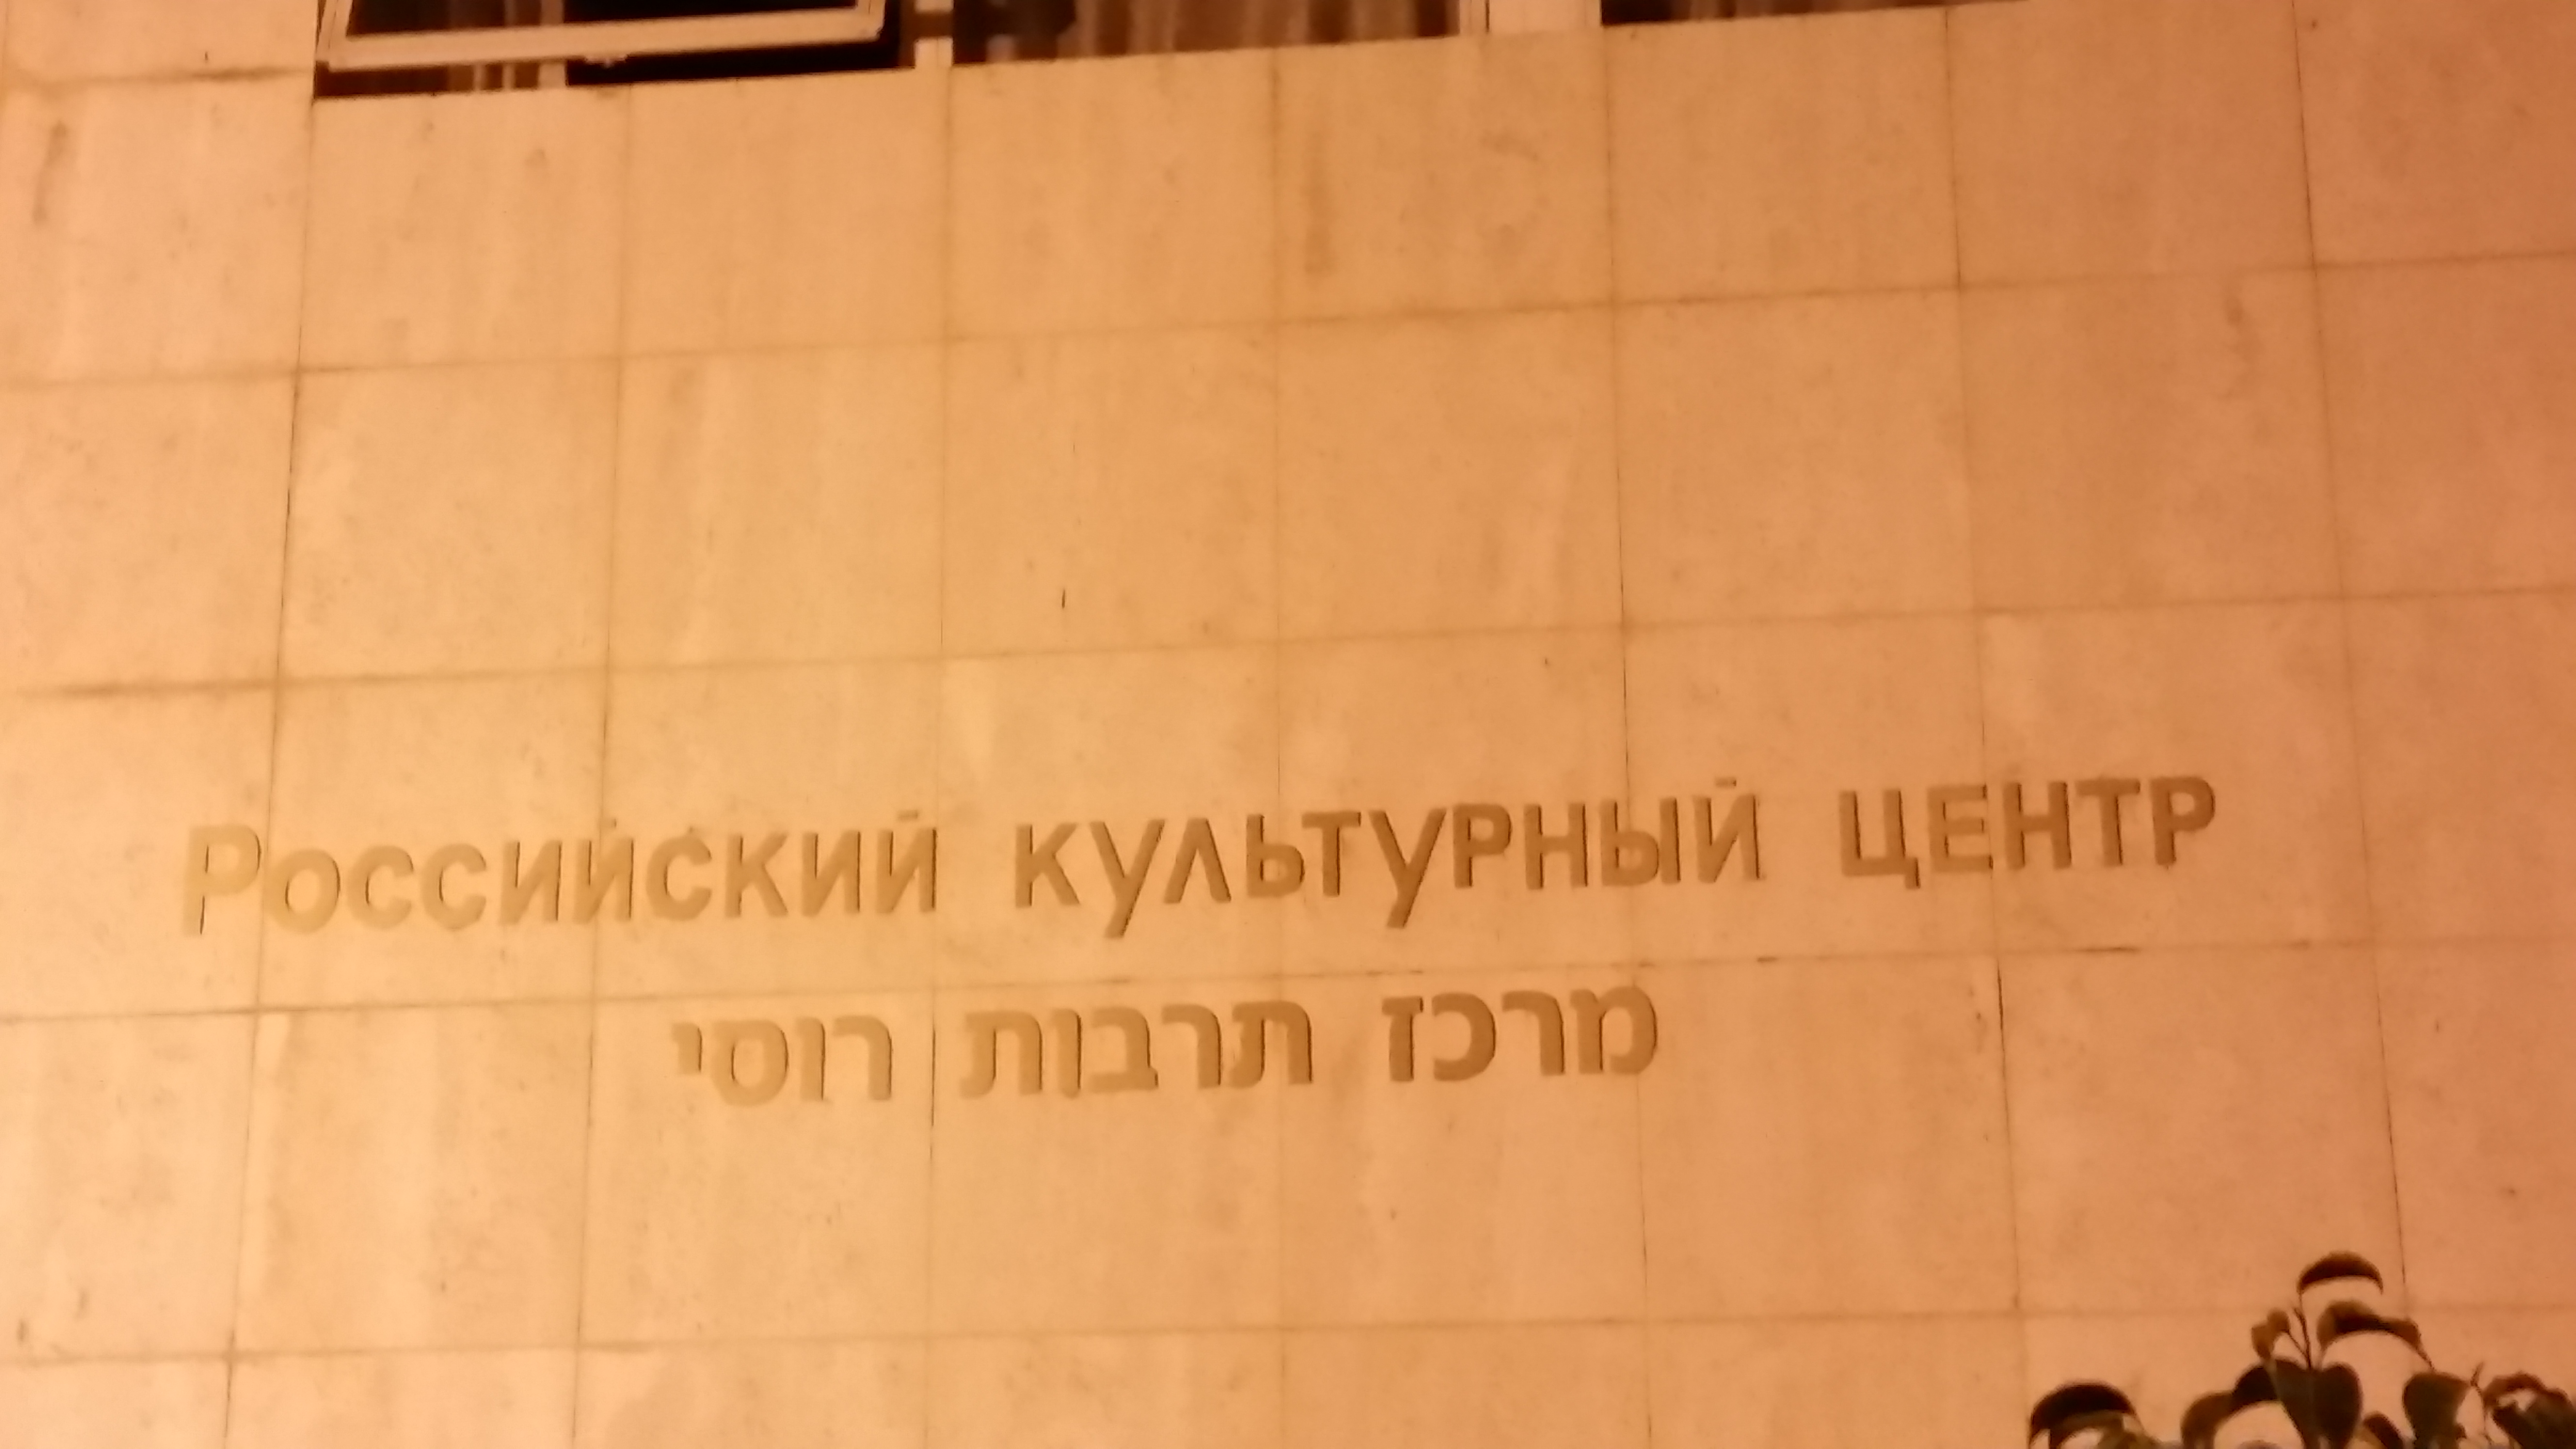 Российский культурный центр
מרכז תרבות רוסי